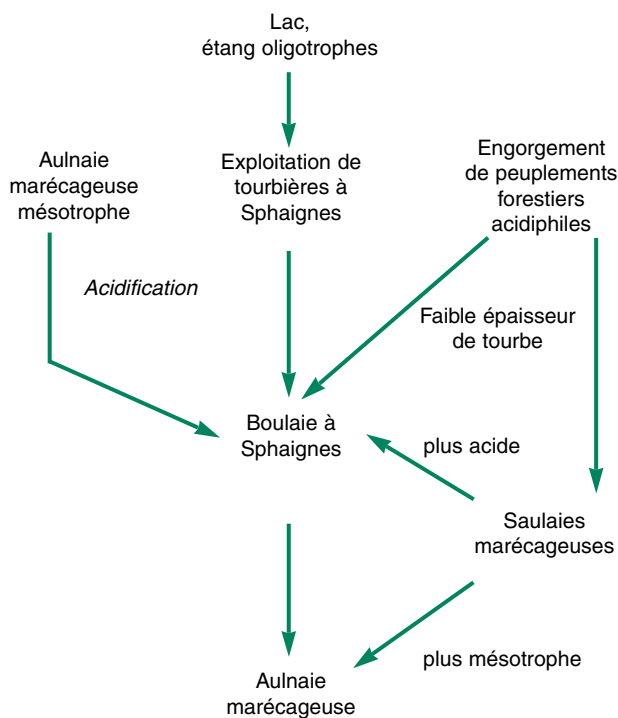 Lac,
étang oligotrophes
Aulnaie
marécageuse
mésotrophe
Exploitation de
tourbières à
Sphaignes
Engorgement
de peuplements
forestiers
acidiphiles
Acidification
Faible épaisseur
de tourbe
Boulaie à
Sphaignes
plus acide
Saulaies
marécageuses
plus mésotrophe
Aulnaie
marécageuse